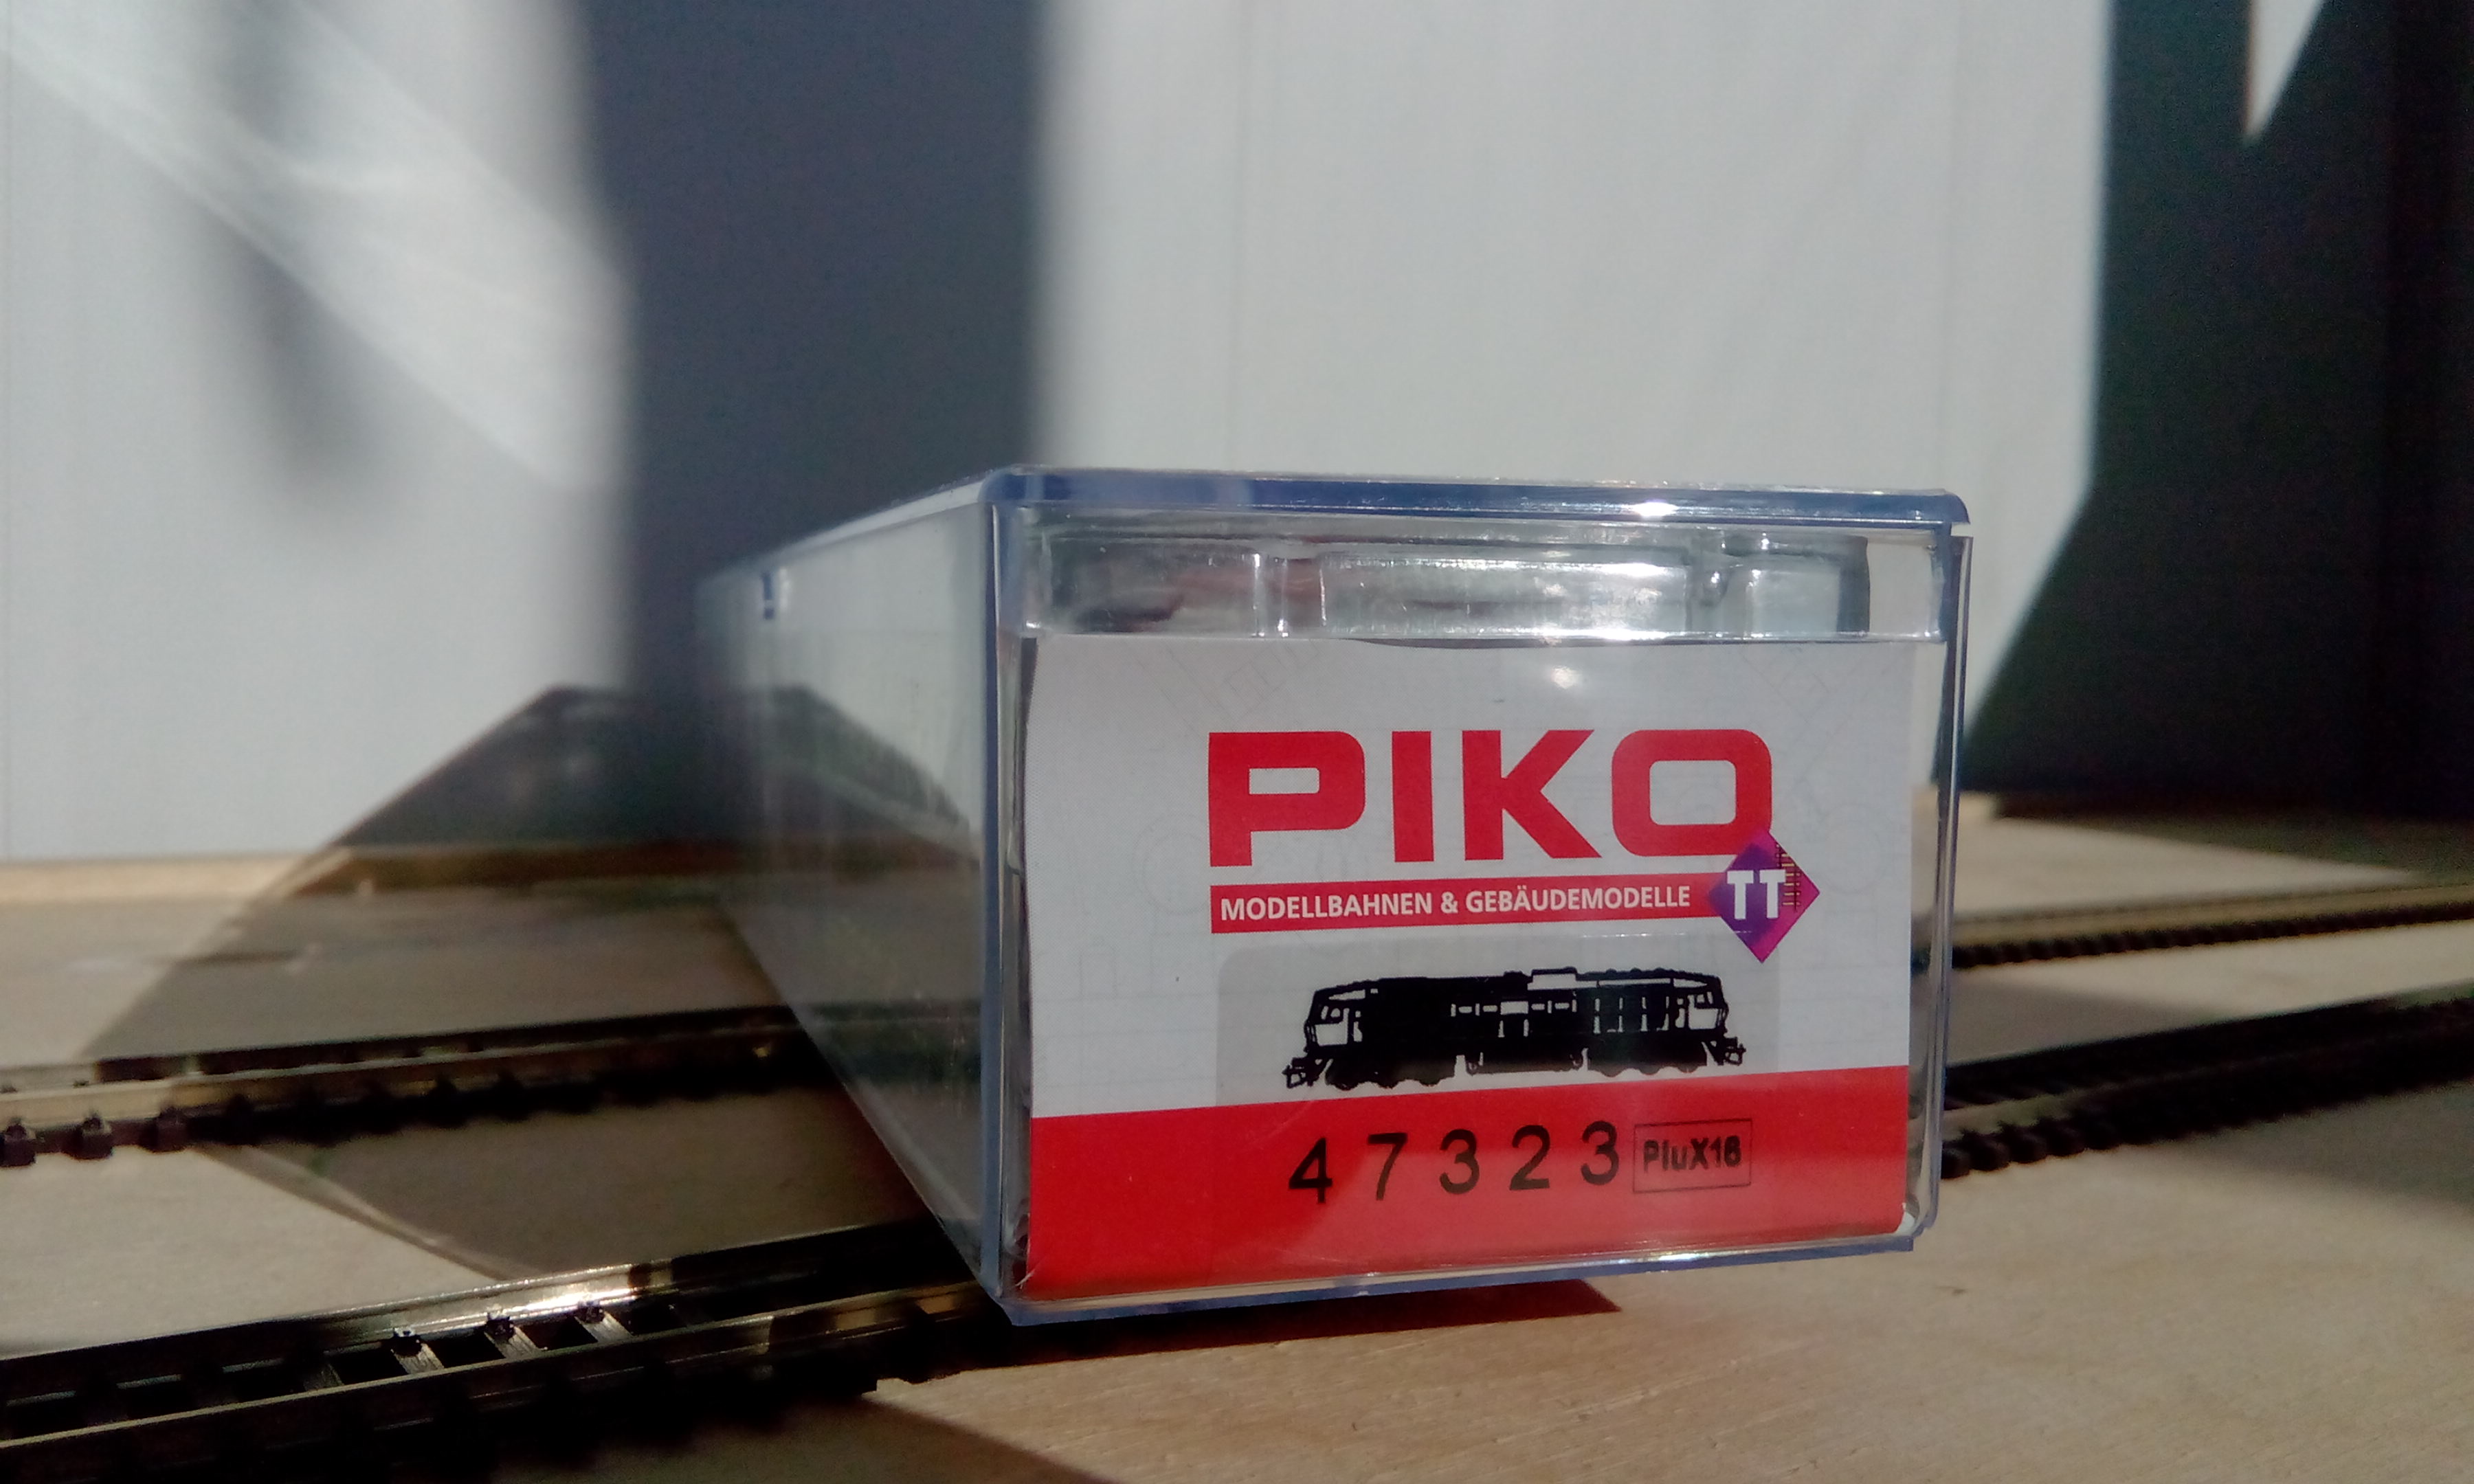 PIKO
MODELLBAHNEN & GEBÄUDEMODELLE TT
47323 PluX16